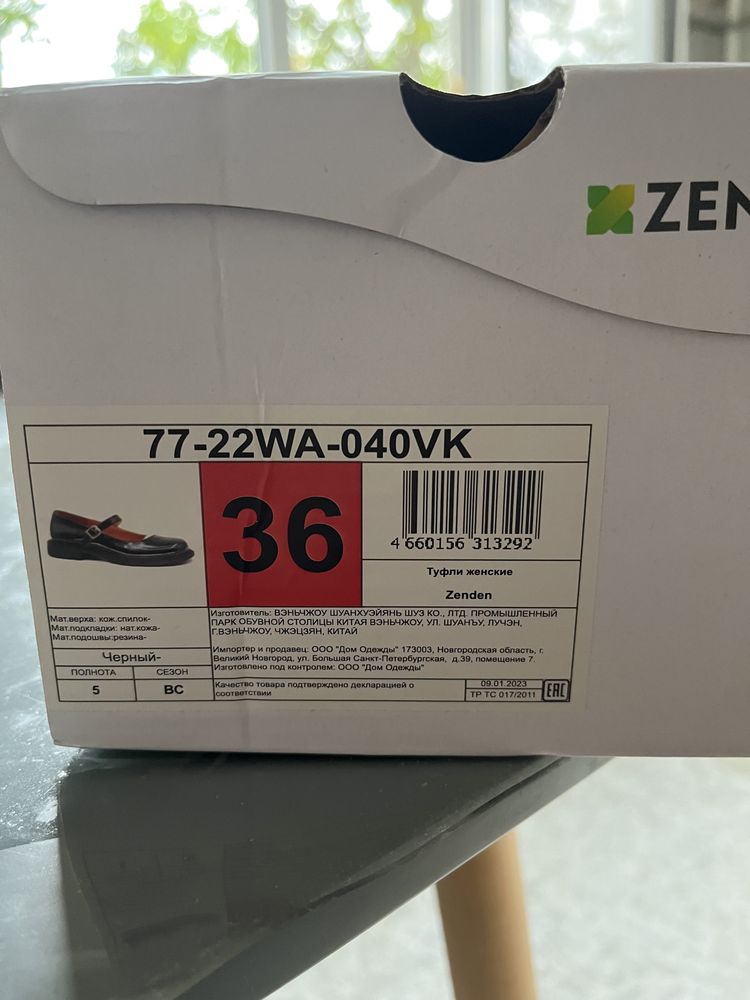 ZEN
77-22WA-040VK
36
4 660156 313292
Туфли женские
Zenden
Мат.верха: кож.спилок-
Мат.подкладки: нат.кожа-
Мат.подошвы:резина-
Черный-
ПОЛНОТА СЕЗОН
5 ВС
Изготовитель: ВЭНЬЧЖОУ ШУАНХУЭЙЯНЬ ШУЗ КО., ЛТД. ПРОМЫШЛЕННЫЙ
ПАРК ОБУВНОЙ СТОЛИЦЫ КИТАЯ ВЭНЬЧЖОУ, УЛ. ШУАНЪУ, ЛУЧЭН,
Г.ВЭНЬЧЖОУ, ЧЖЭЦЗЯН, КИТАЙ
Импортер и продавец: ООО "Дом Одежды" 173003, Новгородская область, г.
Великий Новгород, ул. Большая Санкт-Петербургская, д.39, помещение 7.
Изготовлено под контролем: ООО "Дом Одежды"
Качество товара подтверждено декларацией о
соответствии
09.01.2023
ТР ТС 017/2011
EAC